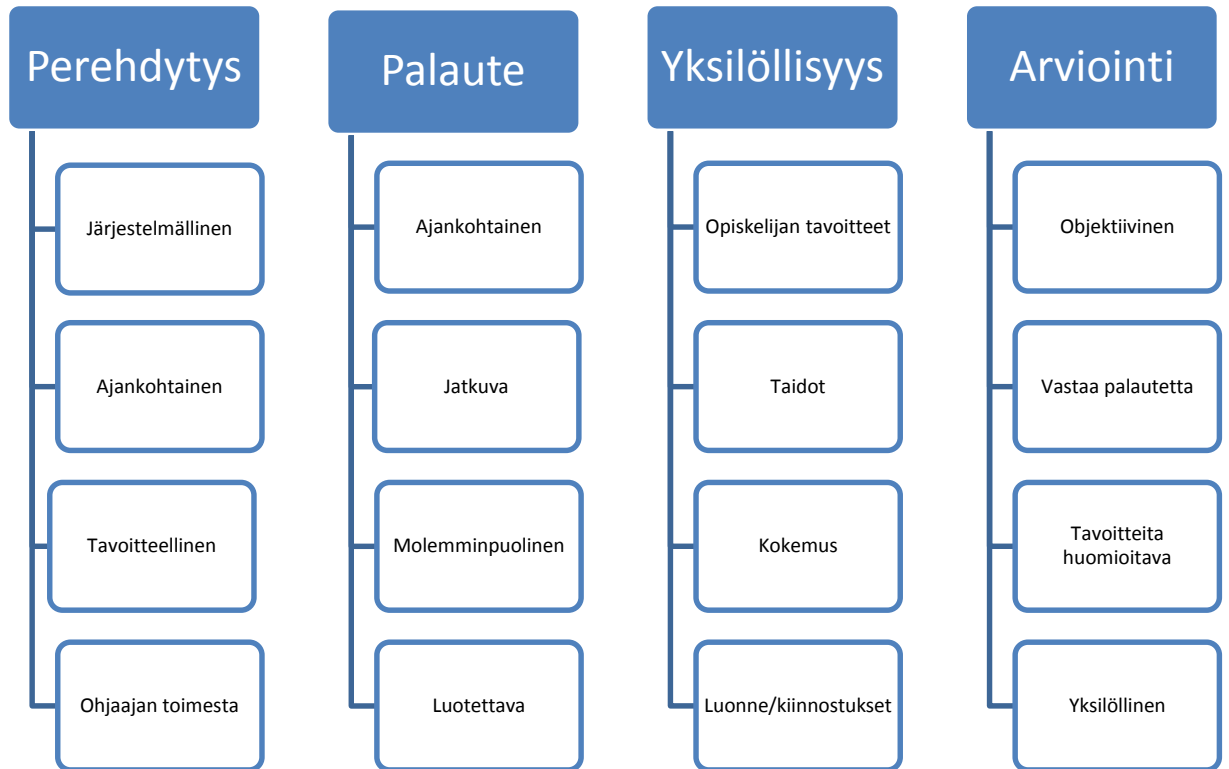 Perehdytys
Järjestelmällinen
Ajankohtainen
Tavoitteellinen
Ohjaajan toimesta
Palaute
Ajankohtainen
Jatkuva
Molemminpuolinen
Luotettava
Yksilöllisyys
Opiskelijan tavoitteet
Taidot
Kokemus
Luonne/kiinnostukset
Arviointi
Objektiivinen
Vastaa palautetta
Tavoitteita
huomioitava
Yksilöllinen